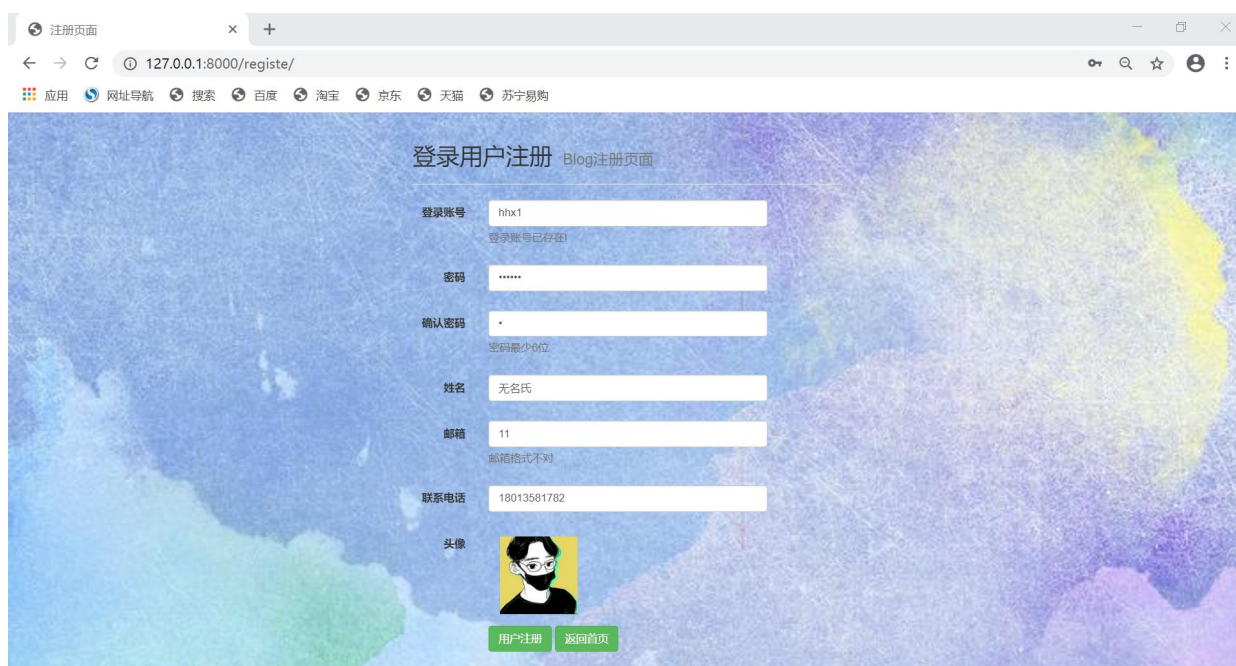 注册页面
127.0.0.1:8000/registe/
应用 网址导航 搜索 百度 淘宝 京东 天猫 苏宁易购
登录用户注册 Blog注册页面
登录账号 hhx1
登录账号已存在!
密码 ••••••
确认密码 •
密码最少6位
姓名 无名氏
邮箱 11
邮箱格式不对
联系电话 18013581782
头像
用户注册 返回首页